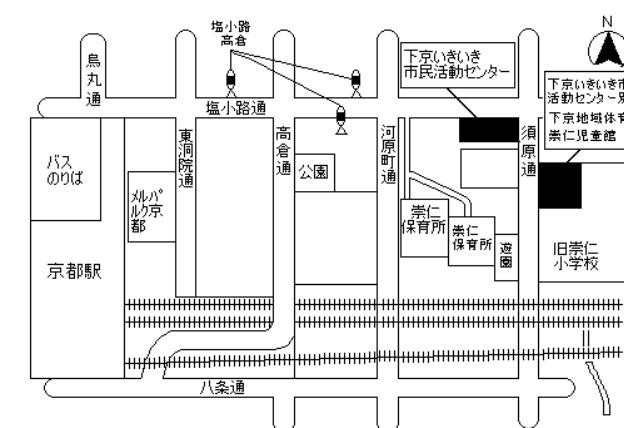 塩小路
高倉
N
烏丸通
下京いきいき
市民活動センター
下京いきいき市
活動センター別
下京地域体育
崇仁児童館
塩小路通
東洞院通
高倉通
河原町通
須原通
バス
のりば
メルパ
ルク京
都
公園
崇仁
保育所
崇仁
保育所
遊園
旧崇仁
小学校
京都駅
八条通